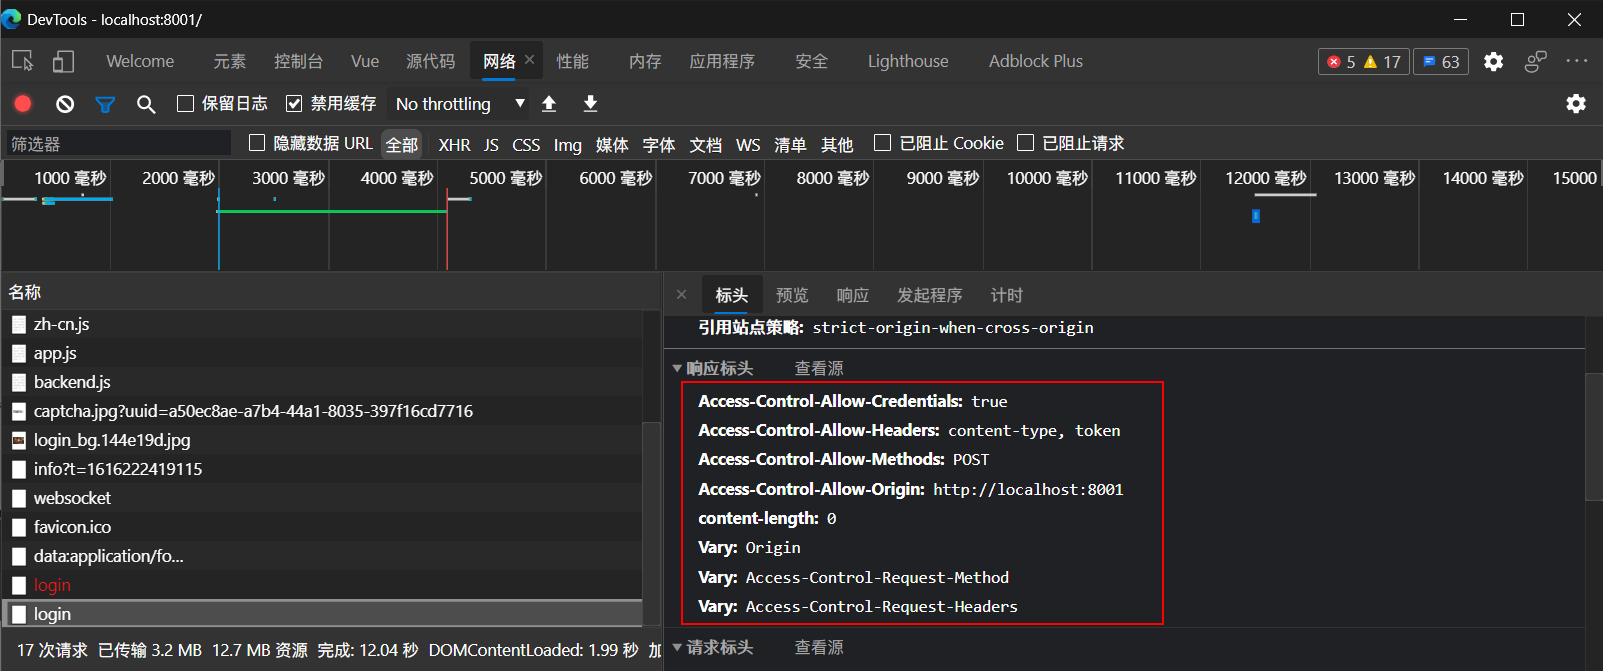 DevTools - localhost:8001/
Welcome 元素 控制台 Vue 源代码 网络 性能 内存 应用程序 安全 Lighthouse Adblock Plus 5 17 63
保留日志 禁用缓存 No throttling
筛选器 隐藏数据 URL 全部 XHR JS CSS Img 媒体 字体 文档 WS 清单 其他 已阻止 Cookie 已阻止请求
1000 毫秒 2000 毫秒 3000 毫秒 4000 毫秒 5000 毫秒 6000 毫秒 7000 毫秒 8000 毫秒 9000 毫秒 10000 毫秒 11000 毫秒 12000 毫秒 13000 毫秒 14000 毫秒 15000
名称
zh-cn.js
app.js
backend.js
captcha.jpg?uuid=a50ec8ae-a7b4-44a1-8035-397f16cd7716
login_bg.144e19d.jpg
info?t=1616222419115
websocket
favicon.ico
data:application/fo...
login
login
17 次请求 已传输 3.2 MB 12.7 MB 资源 完成: 12.04 秒 DOMContentLoaded: 1.99 秒 加
标头 预览 响应 发起程序 计时
引用站点策略: strict-origin-when-cross-origin
响应标头 查看源
Access-Control-Allow-Credentials: true
Access-Control-Allow-Headers: content-type, token
Access-Control-Allow-Methods: POST
Access-Control-Allow-Origin: http://localhost:8001
content-length: 0
Vary: Origin
Vary: Access-Control-Request-Method
Vary: Access-Control-Request-Headers
请求标头 查看源